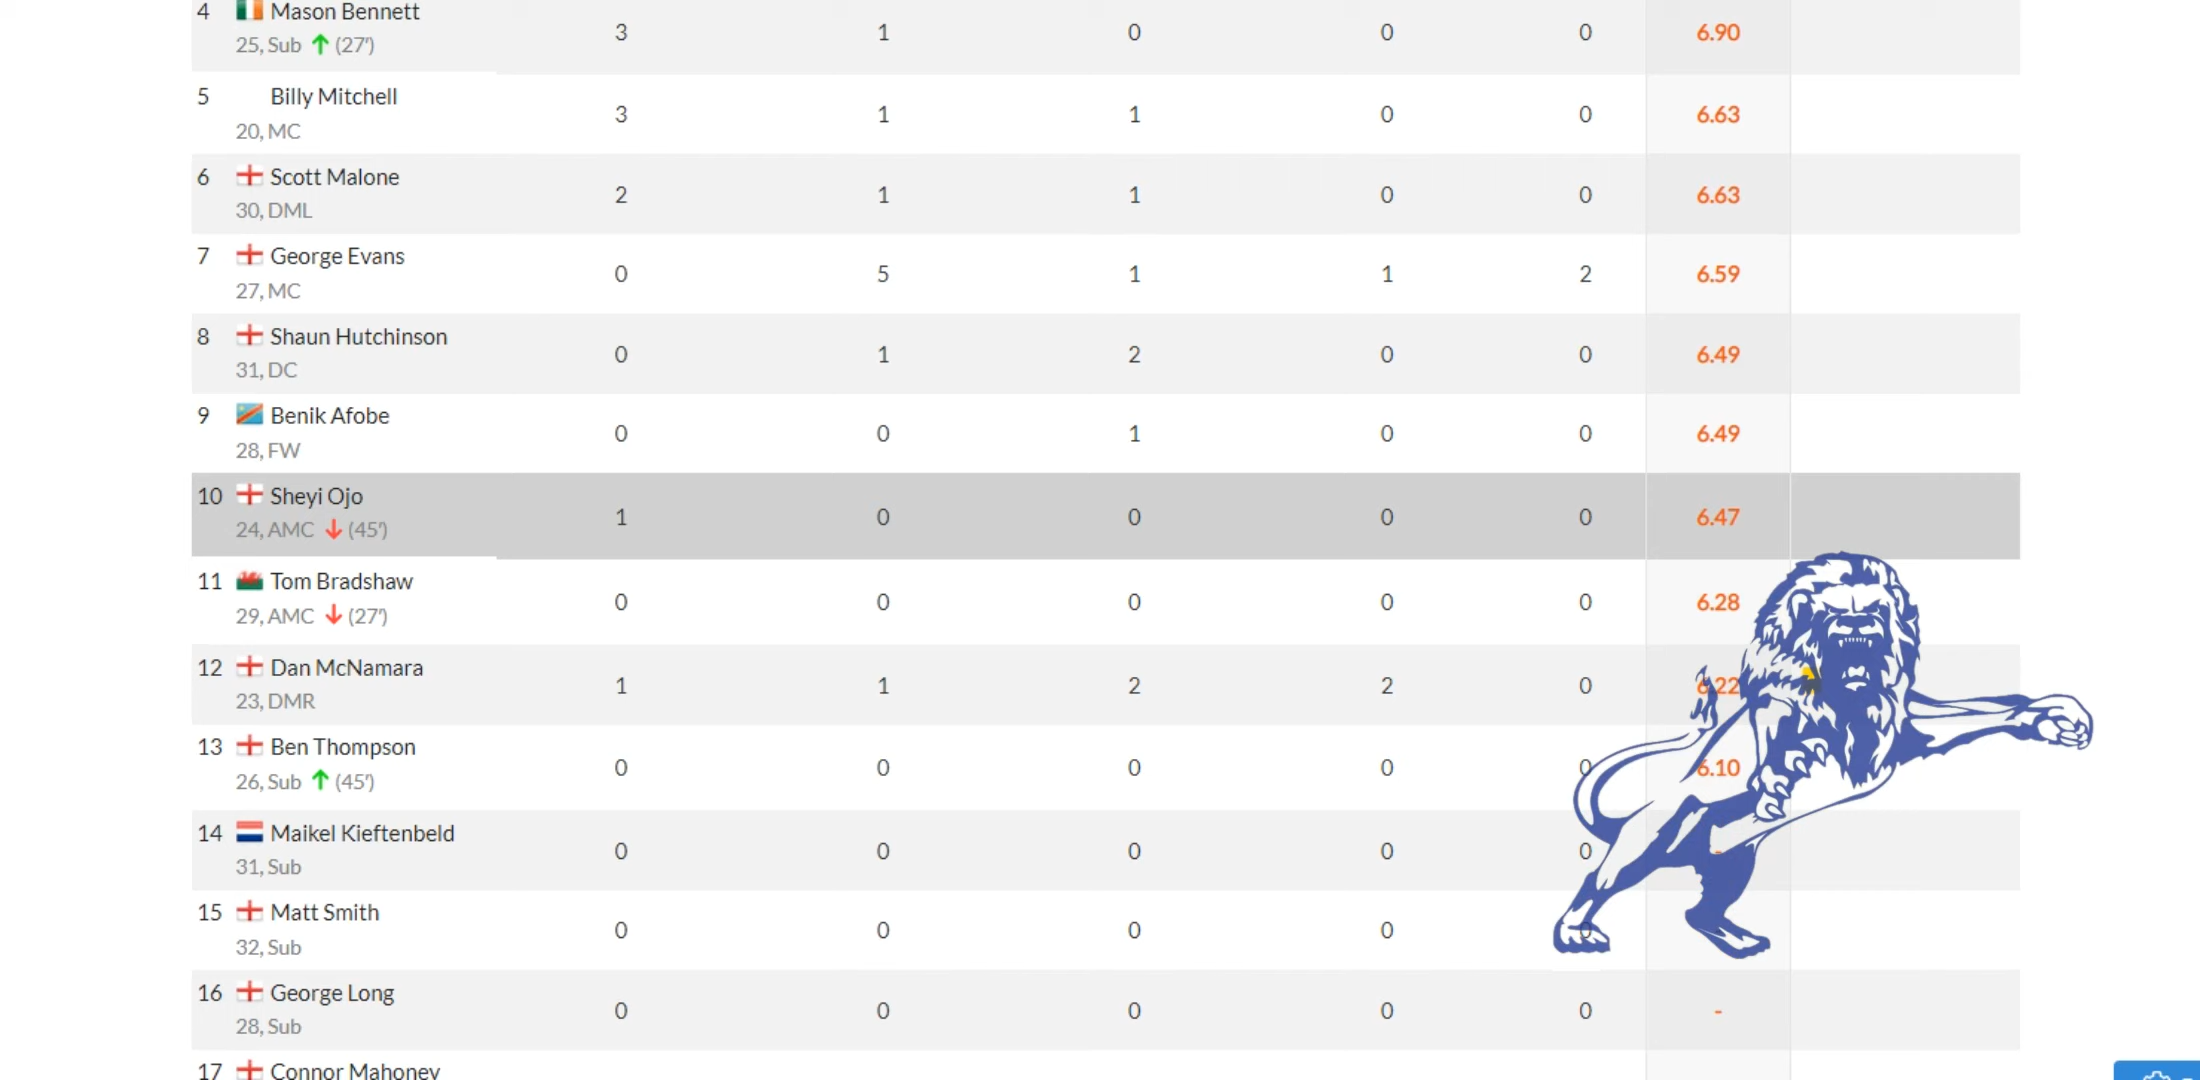 4 Mason Bennett
25, Sub (27') 3 1 0 0 0 6.90
5 Billy Mitchell
20, MC 3 1 1 0 0 6.63
6 Scott Malone
30, DML 2 1 1 0 0 6.63
7 George Evans
27, MC 0 5 1 1 2 6.59
8 Shaun Hutchinson
31, DC 0 1 2 0 0 6.49
9 Benik Afobe
28, FW 0 0 1 0 0 6.49
10 Sheyi Ojo
24, AMC (45') 1 0 0 0 0 6.47
11 Tom Bradshaw
29, AMC (27') 0 0 0 0 0 6.28
12 Dan McNamara
23, DMR 1 1 2 2 0 6.22
13 Ben Thompson
26, Sub (45') 0 0 0 0 0 6.10
14 Maikel Kieftenbeld
31, Sub 0 0 0 0 0 -
15 Matt Smith
32, Sub 0 0 0 0 0
16 George Long
28, Sub 0 0 0 0 0 -
17 Connor Mahoney